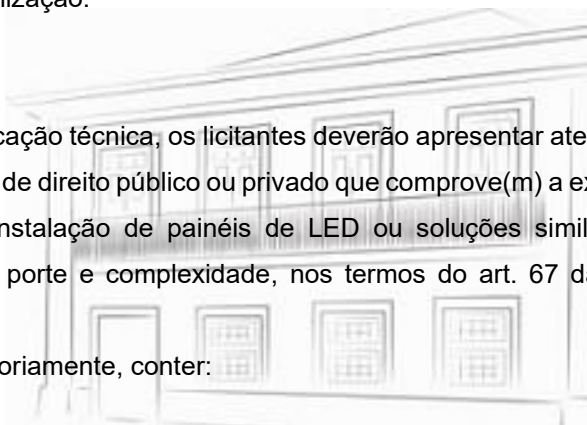 nização.
cação técnica, os licitantes deverão apresentar ate
de direito público ou privado que comprove(m) a ex
nstalação de painéis de LED ou soluções simil
porte e complexidade, nos termos do art. 67 d
oriamente, conter: